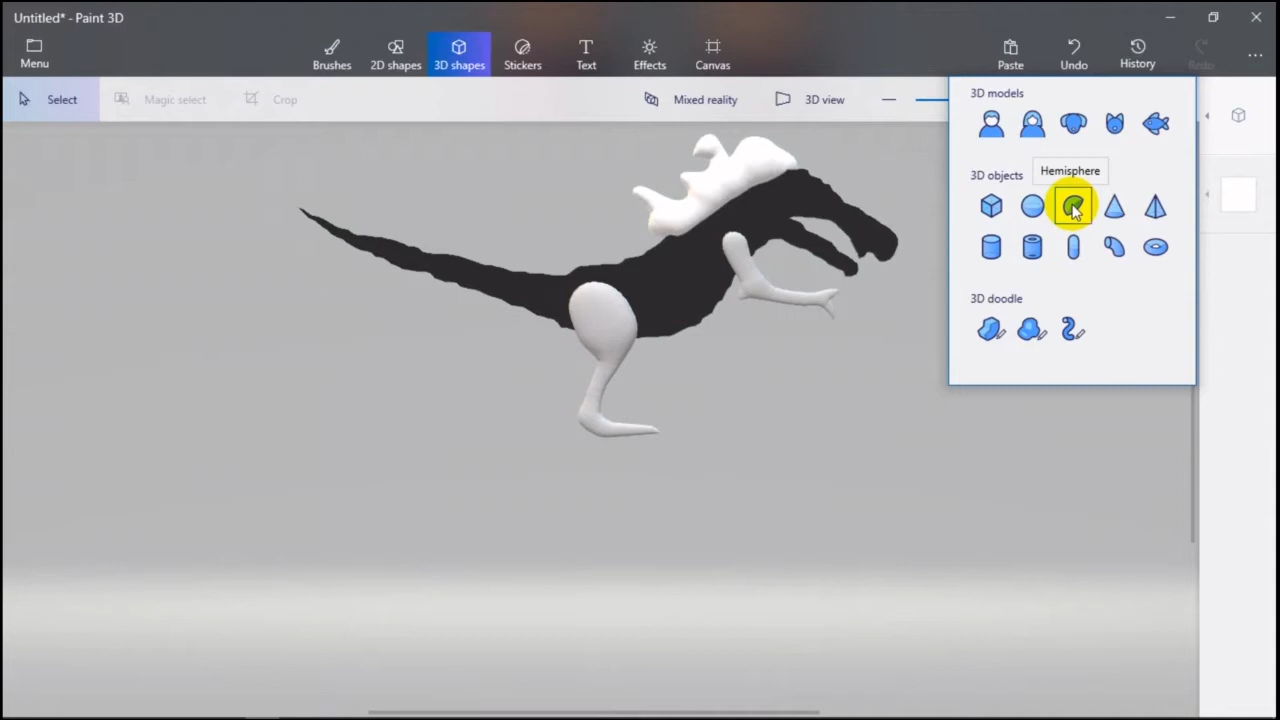 Untitled* - Paint 3D
Menu
Brushes
2D shapes
3D shapes
Stickers
Text
Effects
Canvas
Paste
Undo
History
Redo
Select
Magic select
Crop
Mixed reality
3D view
3D models
3D objects
Hemisphere
3D doodle